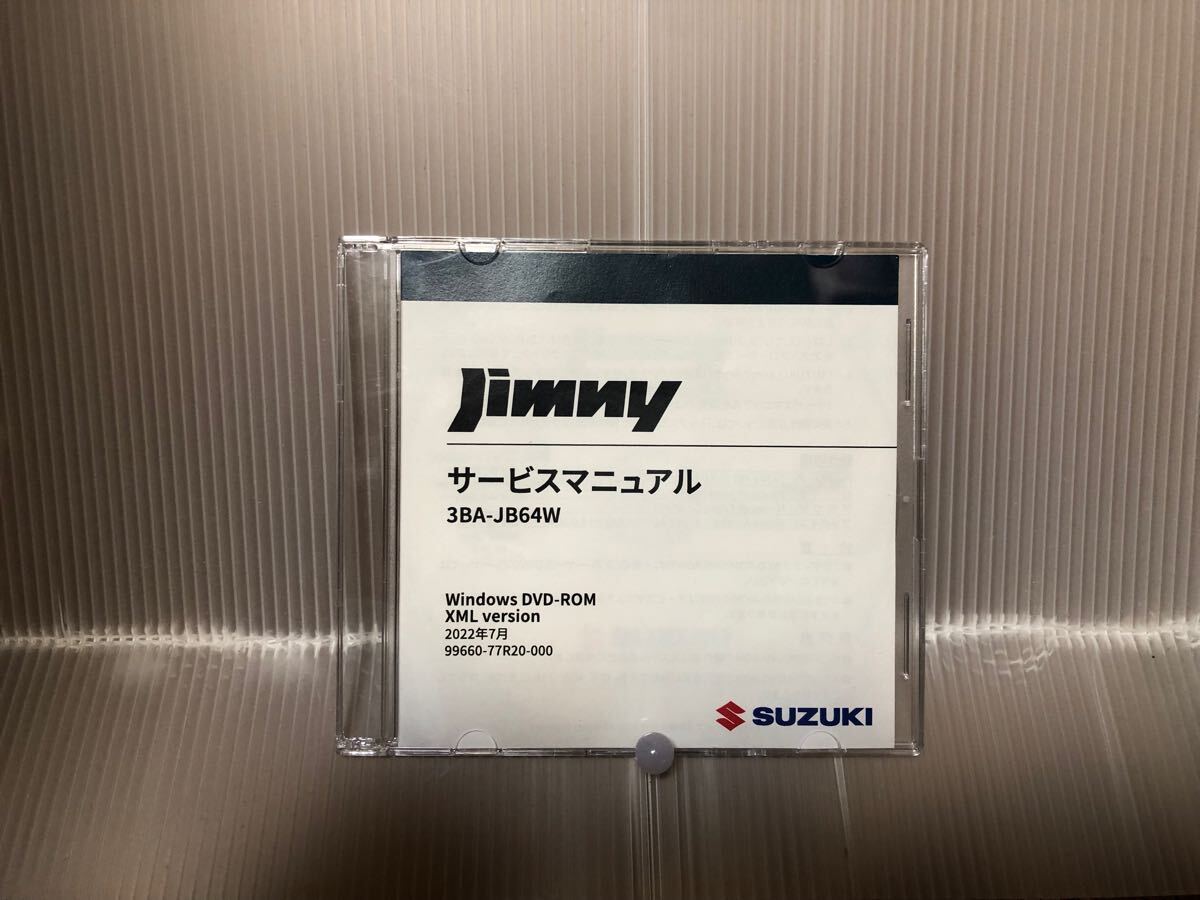 Jimny
サービスマニュアル
3BA-JB64W
Windows DVD-ROM
XML version
2022年7月
99660-77R20-000
SUZUKI